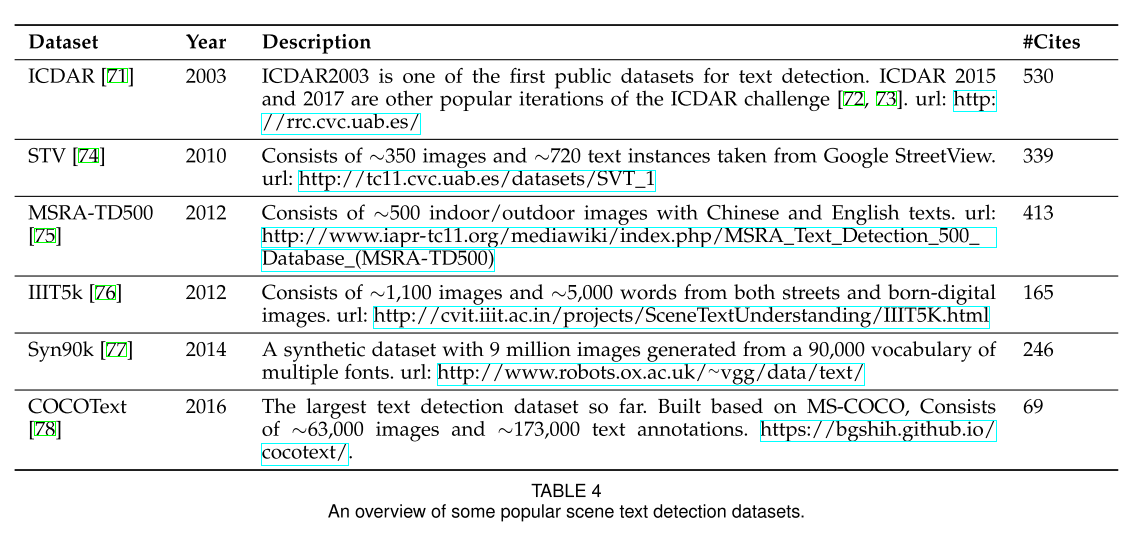 Dataset Year Description #Cites
ICDAR [71] 2003 ICDAR2003 is one of the first public datasets for text detection. ICDAR 2015 530
and 2017 are other popular iterations of the ICDAR challenge [72, 73]. url: http:
//rrc.cvc.uab.es/
STV [74] 2010 Consists of ∼350 images and ∼720 text instances taken from Google StreetView. 339
url: http://tc11.cvc.uab.es/datasets/SVT_1
MSRA-TD500 2012 Consists of ∼500 indoor/outdoor images with Chinese and English texts. url: 413
[75] http://www.iapr-tc11.org/mediawiki/index.php/MSRA_Text_Detection_500_
Database_(MSRA-TD500)
IIIT5k [76] 2012 Consists of ∼1,100 images and ∼5,000 words from both streets and born-digital 165
images. url: http://cvit.iiit.ac.in/projects/SceneTextUnderstanding/IIIT5K.html
Syn90k [77] 2014 A synthetic dataset with 9 million images generated from a 90,000 vocabulary of 246
multiple fonts. url: http://www.robots.ox.ac.uk/~vgg/data/text/
COCOText 2016 The largest text detection dataset so far. Built based on MS-COCO, Consists 69
[78] of ∼63,000 images and ∼173,000 text annotations. https://bgshih.github.io/
cocotext/.
TABLE 4
An overview of some popular scene text detection datasets.